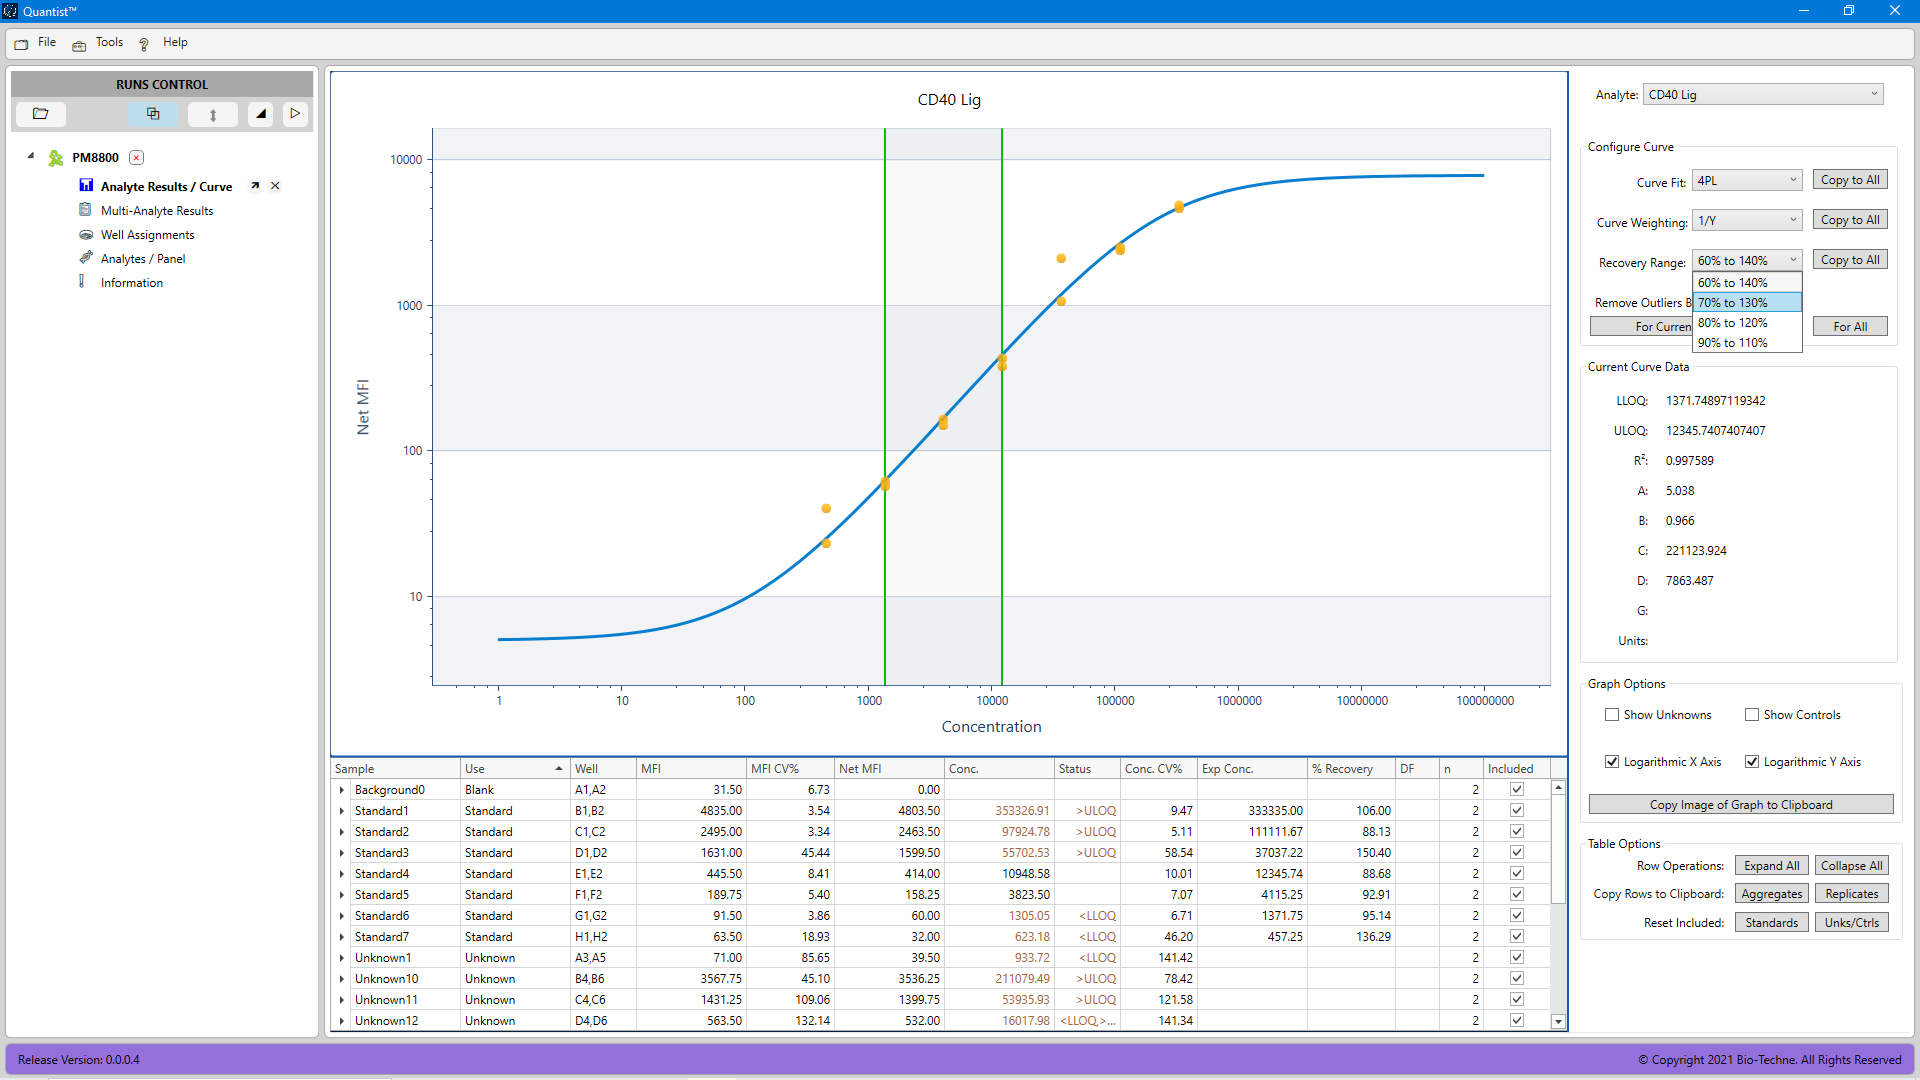 Quantist™
File Tools Help
RUNS CONTROL
PM8800
Analyte Results / Curve
Multi-Analyte Results
Well Assignments
Analytes / Panel
Information
CD40 Lig
Net MFI
10000
1000
100
10
1 10 100 1000 10000 100000 1000000 10000000 100000000
Concentration
Analyte: CD40 Lig
Configure Curve
Curve Fit: 4PL Copy to All
Curve Weighting: 1/Y Copy to All
Recovery Range: 60% to 140% Copy to All
60% to 140%
70% to 130%
80% to 120%
90% to 110%
Remove Outliers B
For Curren For All
Current Curve Data
LLOQ: 1371.74897119342
ULOQ: 12345.7407407407
R²: 0.997589
A: 5.038
B: 0.966
C: 221123.924
D: 7863.487
G:
Units:
Graph Options
Show Unknowns Show Controls
Logarithmic X Axis Logarithmic Y Axis
Copy Image of Graph to Clipboard
Table Options
Row Operations: Expand All Collapse All
Copy Rows to Clipboard: Aggregates Replicates
Reset Included: Standards Unks/Ctrls
Sample Use Well MFI MFI CV% Net MFI Conc. Status Conc. CV% Exp Conc. % Recovery DF n Included
Background0 Blank A1,A2 31.50 6.73 0.00 2
Standard1 Standard B1,B2 4835.00 3.54 4803.50 353326.91 >ULOQ 9.47 333335.00 106.00 2
Standard2 Standard C1,C2 2495.00 3.34 2463.50 97924.78 >ULOQ 5.11 111111.67 88.13 2
Standard3 Standard D1,D2 1631.00 45.44 1599.50 55702.53 >ULOQ 58.54 37037.22 150.40 2
Standard4 Standard E1,E2 445.50 8.41 414.00 10948.58 10.01 12345.74 88.68 2
Standard5 Standard F1,F2 189.75 5.40 158.25 3823.50 7.07 4115.25 92.91 2
Standard6 Standard G1,G2 91.50 3.86 60.00 1305.05 <LLOQ 6.71 1371.75 95.14 2
Standard7 Standard H1,H2 63.50 18.93 32.00 623.18 <LLOQ 46.20 457.25 136.29 2
Unknown1 Unknown A3,A5 71.00 85.65 39.50 933.72 <LLOQ 141.42 2
Unknown10 Unknown B4,B6 3567.75 45.10 3536.25 211079.49 >ULOQ 78.42 2
Unknown11 Unknown C4,C6 1431.25 109.06 1399.75 53935.93 >ULOQ 121.58 2
Unknown12 Unknown D4,D6 563.50 132.14 532.00 16017.98 <LLOQ,>... 141.34 2
Release Version: 0.0.0.4
© Copyright 2021 Bio-Techne. All Rights Reserved